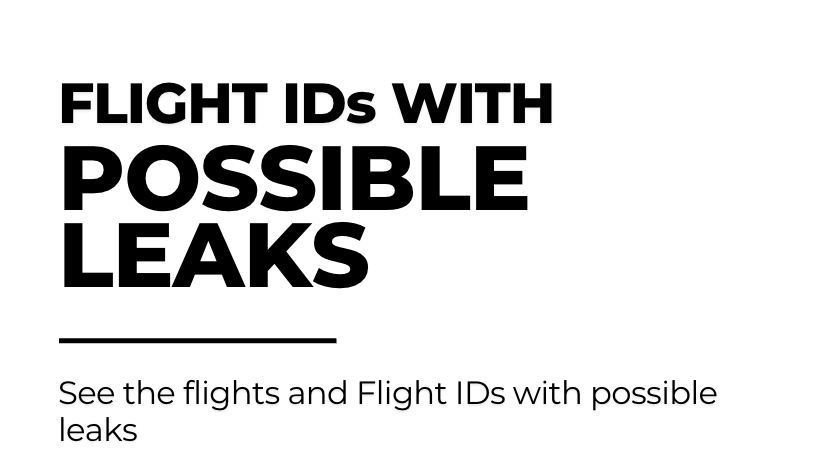 FLIGHT IDs WITH
POSSIBLE
LEAKS
See the flights and Flight IDs with possible
leaks